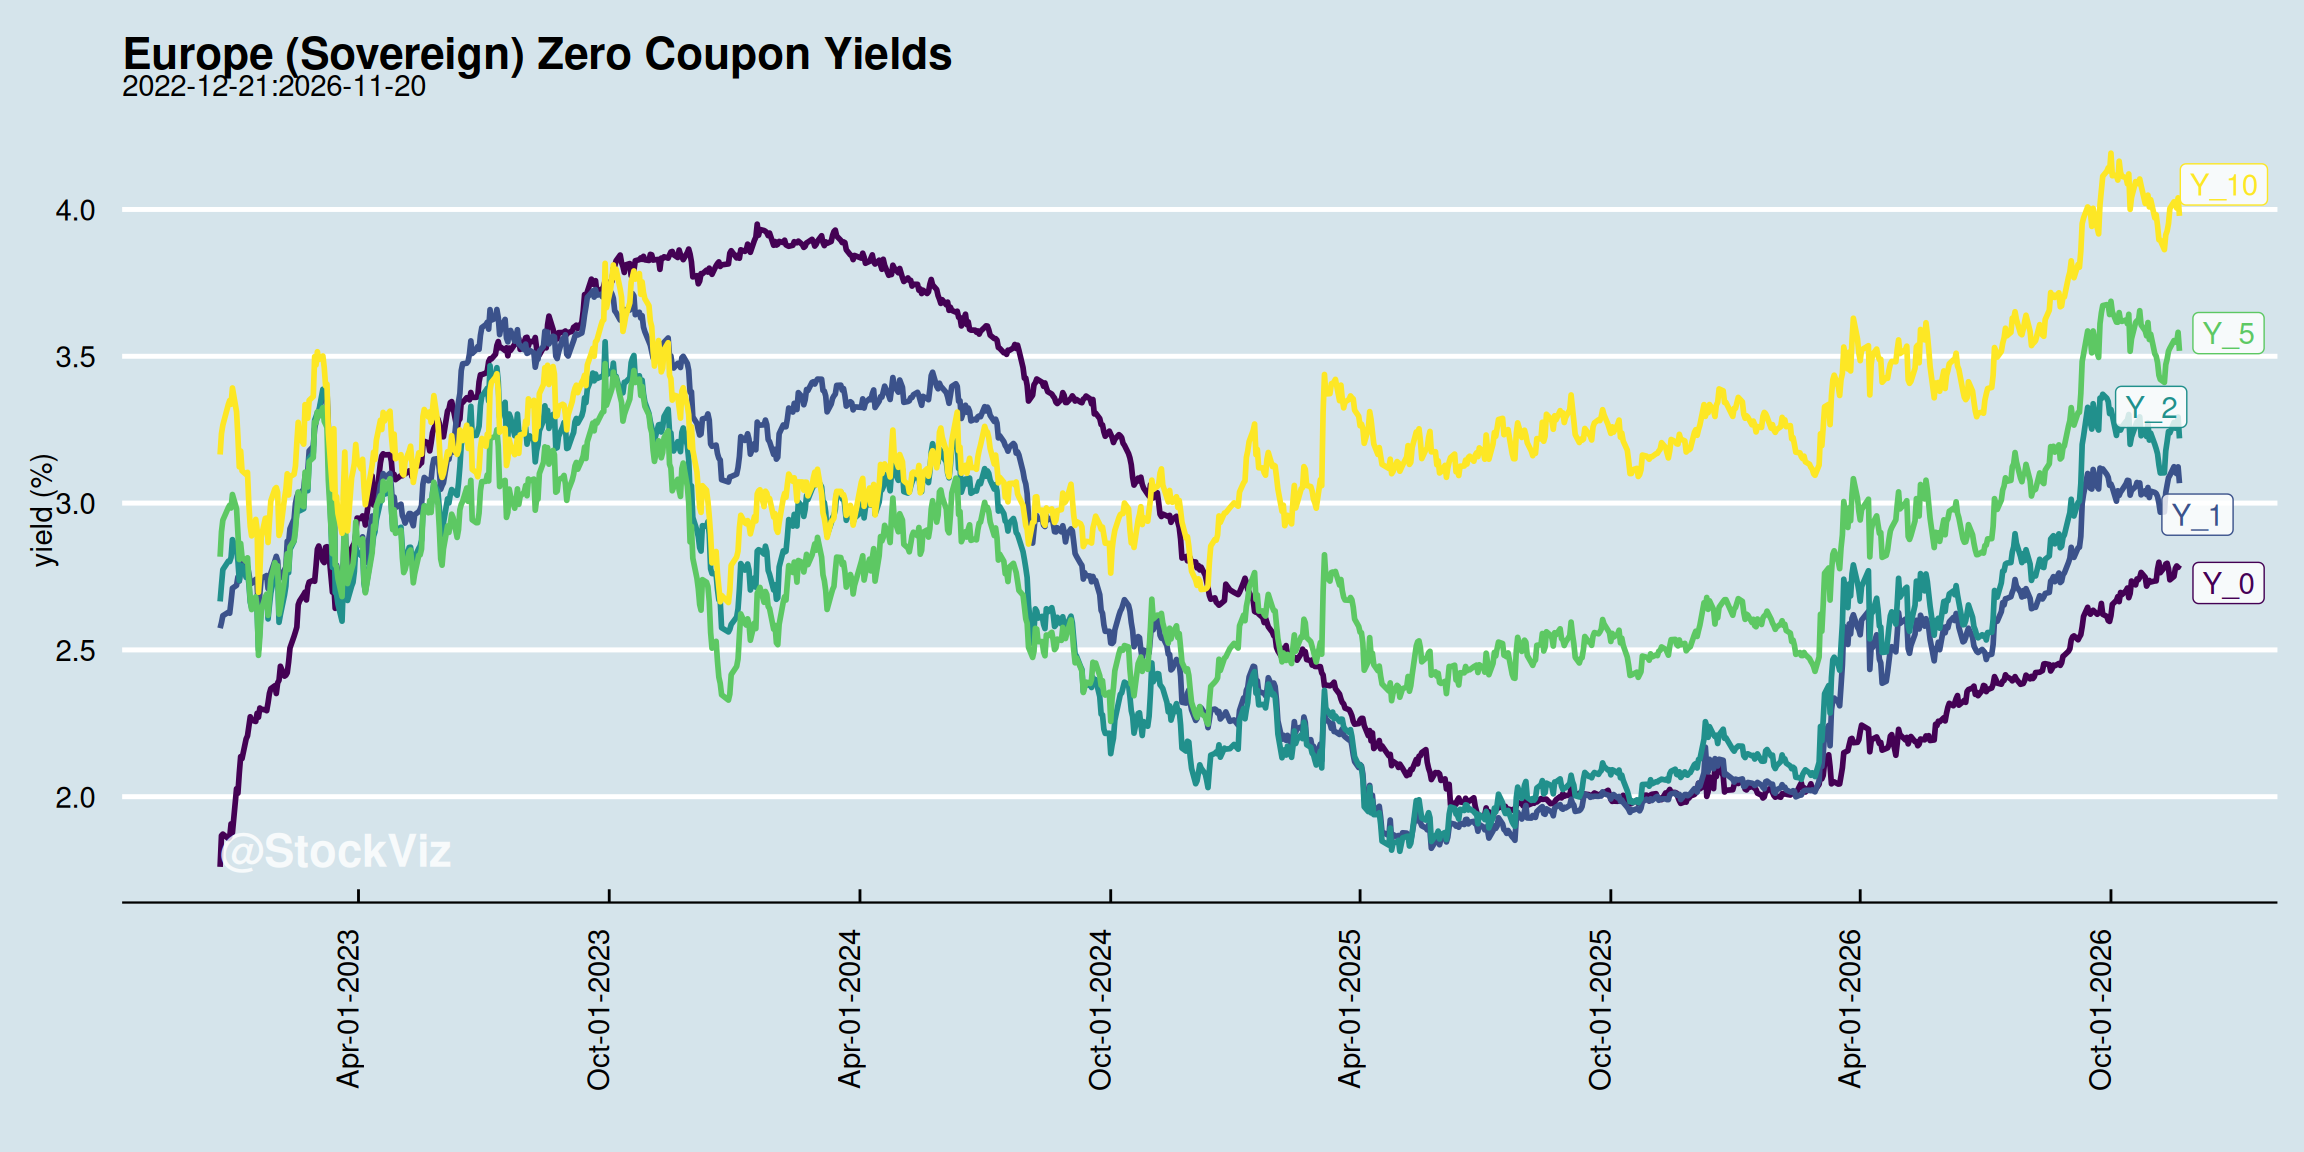 Europe (Sovereign) Zero Coupon Yields
2022-12-21:2026-11-20
yield (%)
4.0
3.5
3.0
2.5
2.0
Y_10
Y_5
Y_2
Y_1
Y_0
@StockViz
Apr-01-2023
Oct-01-2023
Apr-01-2024
Oct-01-2024
Apr-01-2025
Oct-01-2025
Apr-01-2026
Oct-01-2026